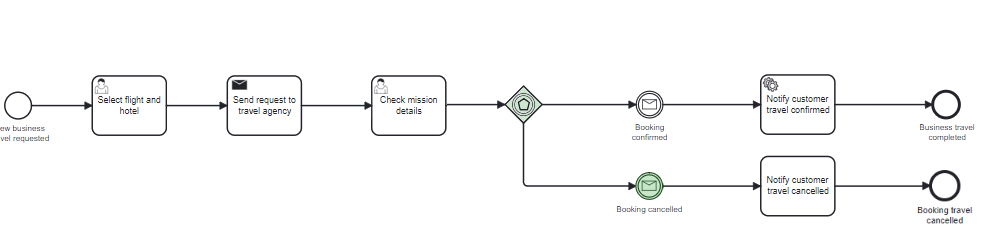 ew business
vel requested
Select flight and
hotel
Send request to
travel agency
Check mission
details
Booking
confirmed
Notify customer
travel confirmed
Business travel
completed
Booking cancelled
Notify customer
travel cancelled
Booking travel
cancelled